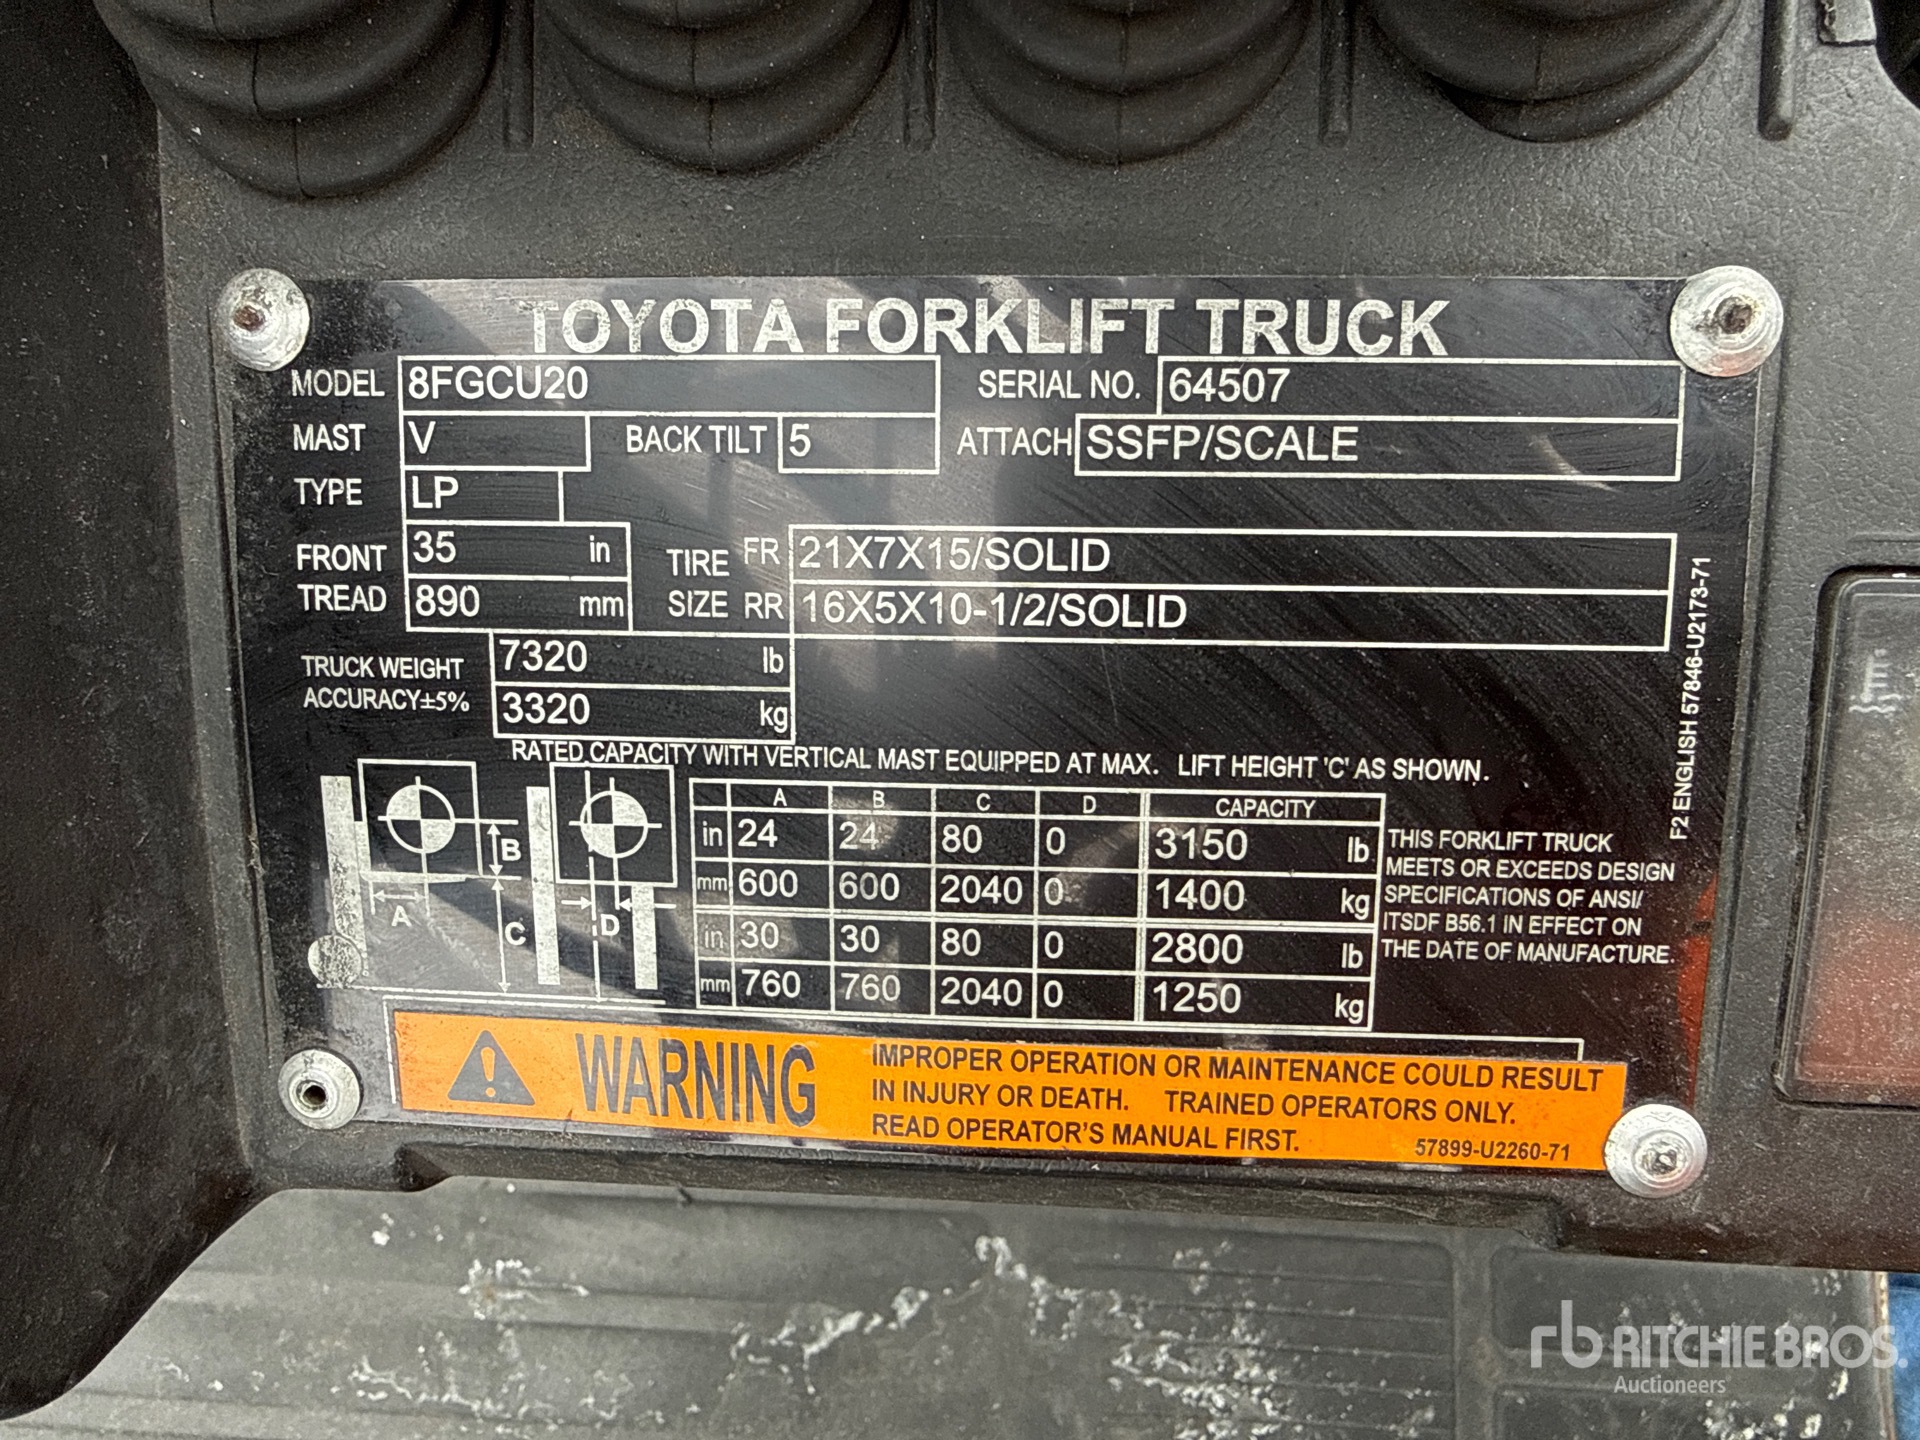 TOYOTA FORKLIFT TRUCK
MODEL 8FGCU20 SERIAL NO. 64507
MAST V BACK TILT 5 ATTACH SSFP/SCALE
TYPE LP
FRONT TREAD 35 in TIRE SIZE FR 21X7X15/SOLID
890 mm RR 16X5X10-1/2/SOLID
TRUCK WEIGHT 7320 lb
ACCURACY±5% 3320 kg
RATED CAPACITY WITH VERTICAL MAST EQUIPPED AT MAX. LIFT HEIGHT 'C' AS SHOWN.
A B C D CAPACITY
in 24 24 80 0 3150 lb
mm 600 600 2040 0 1400 kg
in 30 30 80 0 2800 lb
mm 760 760 2040 0 1250 kg
B
A
C
D
THIS FORKLIFT TRUCK
MEETS OR EXCEEDS DESIGN
SPECIFICATIONS OF ANSI/
ITSDF B56.1 IN EFFECT ON
THE DATE OF MANUFACTURE.
F2 ENGLISH 57846-U2173-71
WARNING
IMPROPER OPERATION OR MAINTENANCE COULD RESULT
IN INJURY OR DEATH. TRAINED OPERATORS ONLY.
READ OPERATOR'S MANUAL FIRST.
57899-U2260-71
rb RITCHIE BROS.
Auctioneers